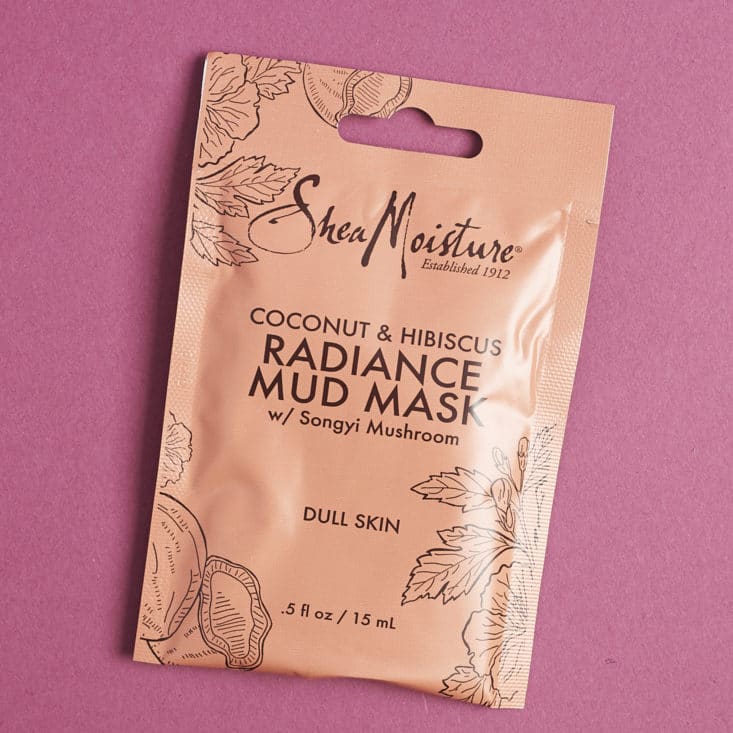 SheaMoisture®
Established 1912
COCONUT & HIBISCUS
RADIANCE
MUD MASK
w/ Songyi Mushroom
DULL SKIN
.5 fl oz / 15 mL